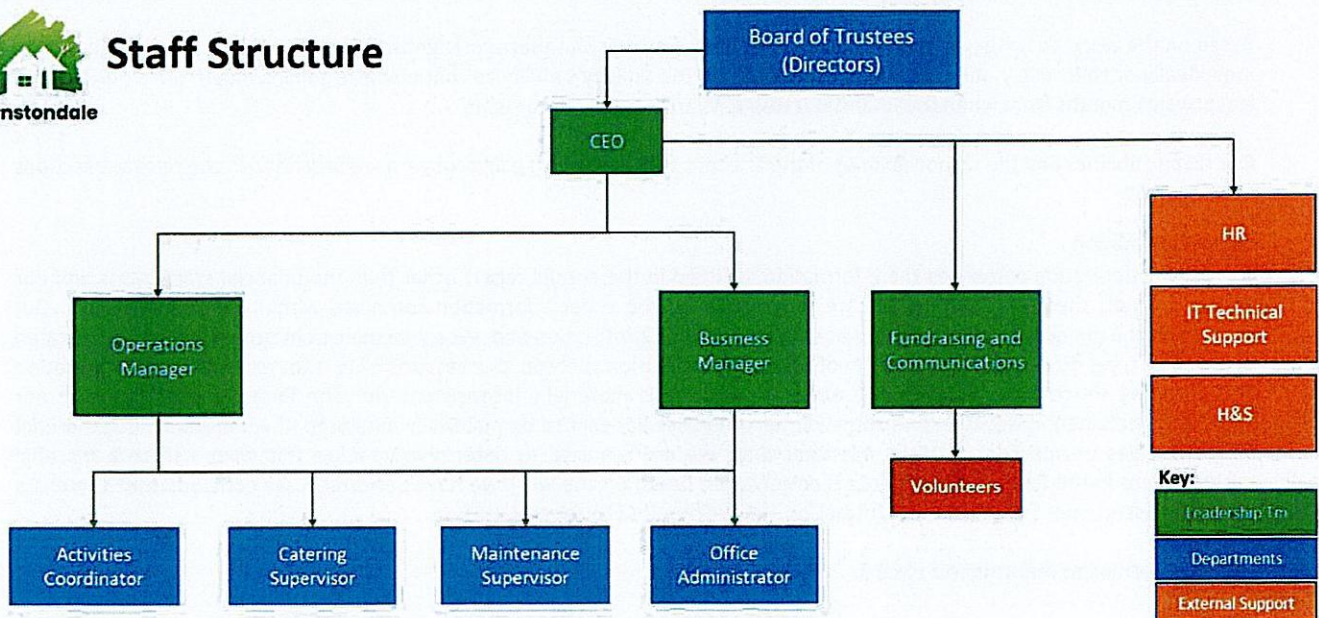 Staff Structure
nstondale
Board of Trustees
(Directors)
CEO
HR
IT Technical
Support
H&S
Operations
Manager
Business
Manager
Fundraising and
Communications
Volunteers
Activities
Coordinator
Catering
Supervisor
Maintenance
Supervisor
Office
Administrator
Key:
Leadership Tm
Departments
External Support